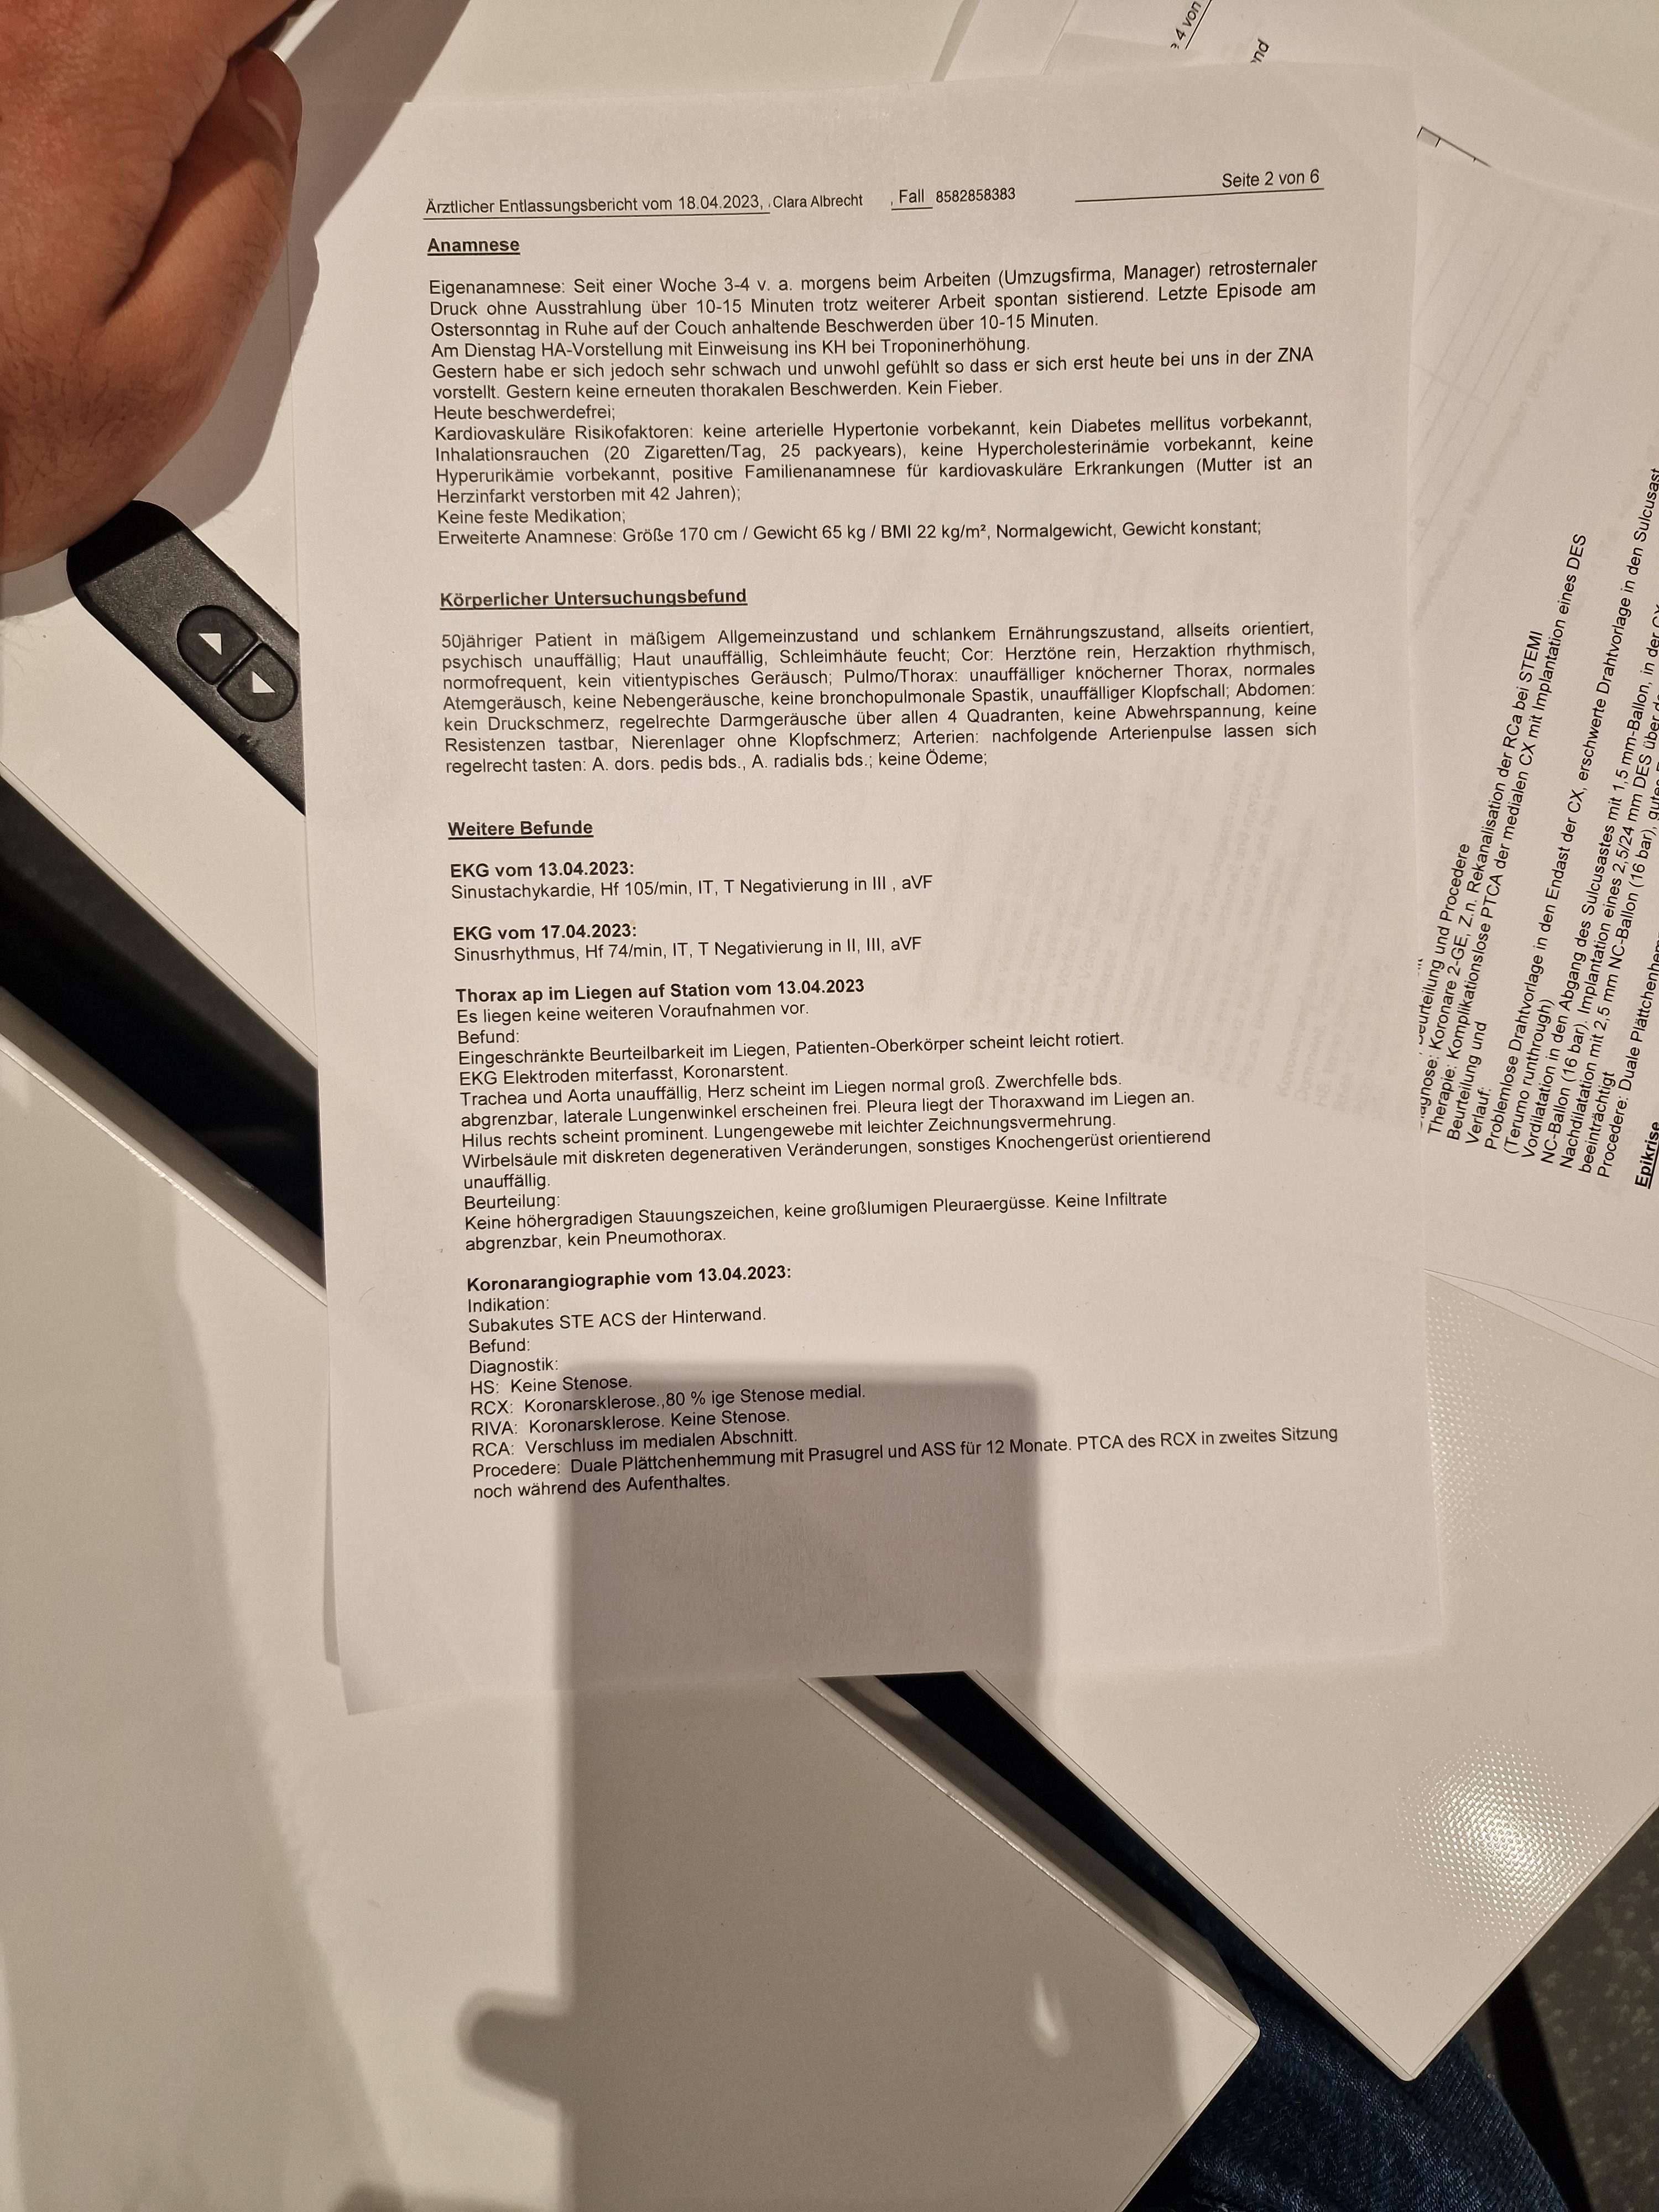 Ärztlicher Entlassungsbericht vom 18.04.2023, , Clara Albrecht , Fall 8582858383 Seite 2 von 6
Anamnese
Eigenanamnese: Seit einer Woche 3-4 v. a. morgens beim Arbeiten (Umzugsfirma, Manager) retrosternaler
Druck ohne Ausstrahlung über 10-15 Minuten trotz weiterer Arbeit spontan sistierend. Letzte Episode am
Ostersonntag in Ruhe auf der Couch anhaltende Beschwerden über 10-15 Minuten.
Am Dienstag HA-Vorstellung mit Einweisung ins KH bei Troponinerhöhung.
Gestern habe er sich jedoch sehr schwach und unwohl gefühlt so dass er sich erst heute bei uns in der ZNA
vorstellt. Gestern keine erneuten thorakalen Beschwerden. Kein Fieber.
Heute beschwerdefrei;
Kardiovaskuläre Risikofaktoren: keine arterielle Hypertonie vorbekannt, kein Diabetes mellitus vorbekannt,
Inhalationsrauchen (20 Zigaretten/Tag, 25 packyears), keine Hypercholesterinämie vorbekannt, keine
Hyperurikämie vorbekannt, positive Familienanamnese für kardiovaskuläre Erkrankungen (Mutter ist an
Herzinfarkt verstorben mit 42 Jahren);
Keine feste Medikation;
Erweiterte Anamnese: Größe 170 cm / Gewicht 65 kg / BMI 22 kg/m², Normalgewicht, Gewicht konstant;
Körperlicher Untersuchungsbefund
50jähriger Patient in mäßigem Allgemeinzustand und schlankem Ernährungszustand, allseits orientiert,
psychisch unauffällig; Haut unauffällig, Schleimhäute feucht; Cor: Herztöne rein, Herzaktion rhythmisch,
normofrequent, kein vitientypisches Geräusch; Pulmo/Thorax: unauffälliger knöcherner Thorax, normales
Atemgeräusch, keine Nebengeräusche, keine bronchopulmonale Spastik, unauffälliger Klopfschall; Abdomen:
kein Druckschmerz, regelrechte Darmgeräusche über allen 4 Quadranten, keine Abwehrspannung, keine
Resistenzen tastbar, Nierenlager ohne Klopfschmerz; Arterien: nachfolgende Arterienpulse lassen sich
regelrecht tasten: A. dors. pedis bds., A. radialis bds.; keine Ödeme;
Weitere Befunde
EKG vom 13.04.2023:
Sinustachykardie, Hf 105/min, IT, T Negativierung in III , aVF
EKG vom 17.04.2023:
Sinusrhythmus, Hf 74/min, IT, T Negativierung in II, III, aVF
Thorax ap im Liegen auf Station vom 13.04.2023
Es liegen keine weiteren Voraufnahmen vor.
Befund:
Eingeschränkte Beurteilbarkeit im Liegen, Patienten-Oberkörper scheint leicht rotiert.
EKG Elektroden miterfasst, Koronarstent.
Trachea und Aorta unauffällig, Herz scheint im Liegen normal groß. Zwerchfelle bds.
abgrenzbar, laterale Lungenwinkel erscheinen frei. Pleura liegt der Thoraxwand im Liegen an.
Hilus rechts scheint prominent. Lungengewebe mit leichter Zeichnungsvermehrung.
Wirbelsäule mit diskreten degenerativen Veränderungen, sonstiges Knochengerüst orientierend
unauffällig.
Beurteilung:
Keine höhergradigen Stauungszeichen, keine großlumigen Pleuraergüsse. Keine Infiltrate
abgrenzbar, kein Pneumothorax.
Koronarangiographie vom 13.04.2023:
Indikation:
Subakutes STE ACS der Hinterwand.
Befund:
Diagnostik:
HS: Keine Stenose.
RCX: Koronarsklerose.,80 % ige Stenose medial.
RIVA: Koronarsklerose. Keine Stenose.
RCA: Verschluss im medialen Abschnitt.
Procedere: Duale Plättchenhemmung mit Prasugrel und ASS für 12 Monate. PTCA des RCX in zweites Sitzung
noch während des Aufenthaltes.
4 von
Beurteilung und Procedere
Koronare 2-GE, Z.n. Rekanalisation der RCa bei STEMI
Therapie: Komplikationslose PTCA der medialen CX mit Implantation eines DES
Beurteilung und
Verlauf:
Problemlose Drahtvorlage in den Endast der CX, erschwerte Drahtvorlage in den Sulcusast
(Terumo runthrough)
Vordilatation in den Abgang des Sulcusastes mit 1,5 mm-Ballon, in der CX
NC-Ballon (16 bar). Implantation eines 2,5/24 mm DES über
Nachdilatation mit 2,5 mm NC-Ballon (16 bar),
beeinträchtigt
Procedere: Duale
Epikrise